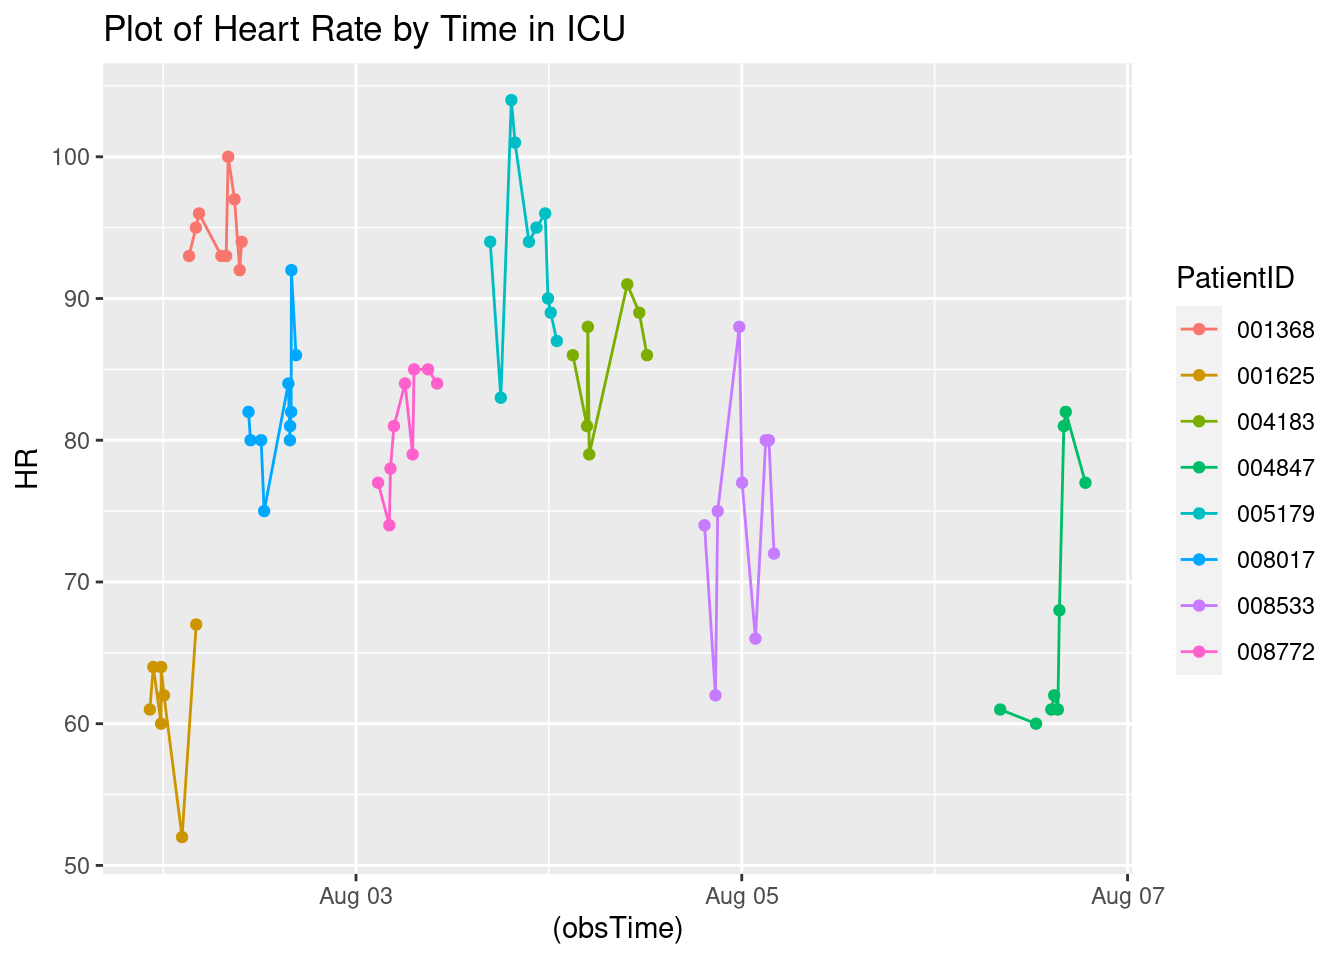 Plot of Heart Rate by Time in ICU
100
90
80
70
60
50
HR
Aug 03
Aug 05
Aug 07
(obsTime)
PatientID
001368
001625
004183
004847
005179
008017
008533
008772